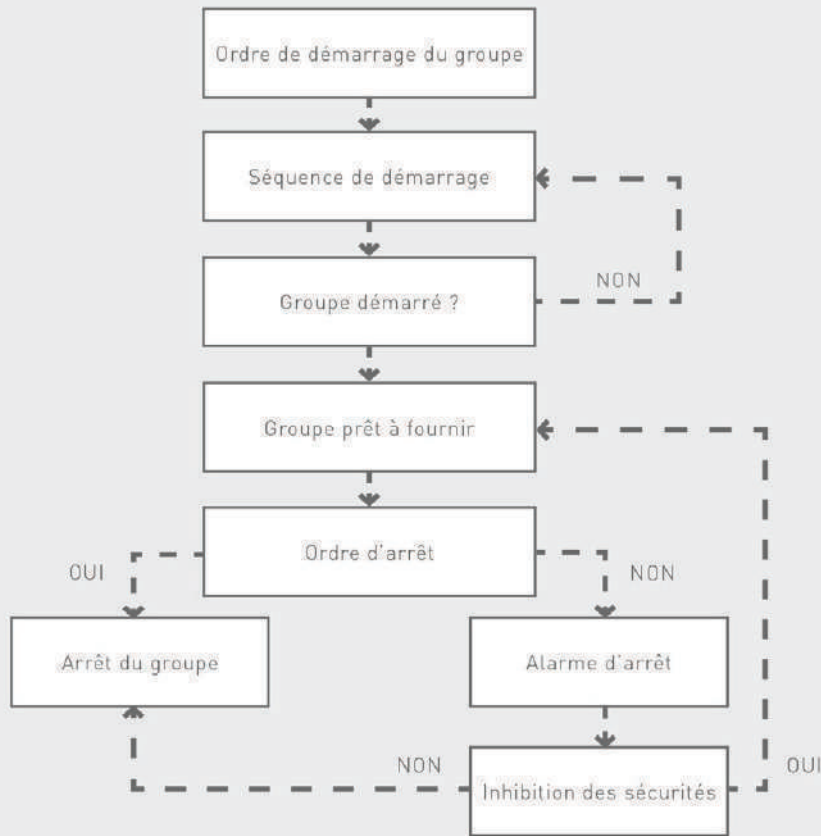 Ordre de démarrage du groupe
Séquence de démarrage
NON
Groupe démarré ?
Groupe prêt à fournir
Ordre d'arrêt
OUI
NON
Arrêt du groupe
Alarme d'arrêt
NON
OUI
Inhibition des sécurités